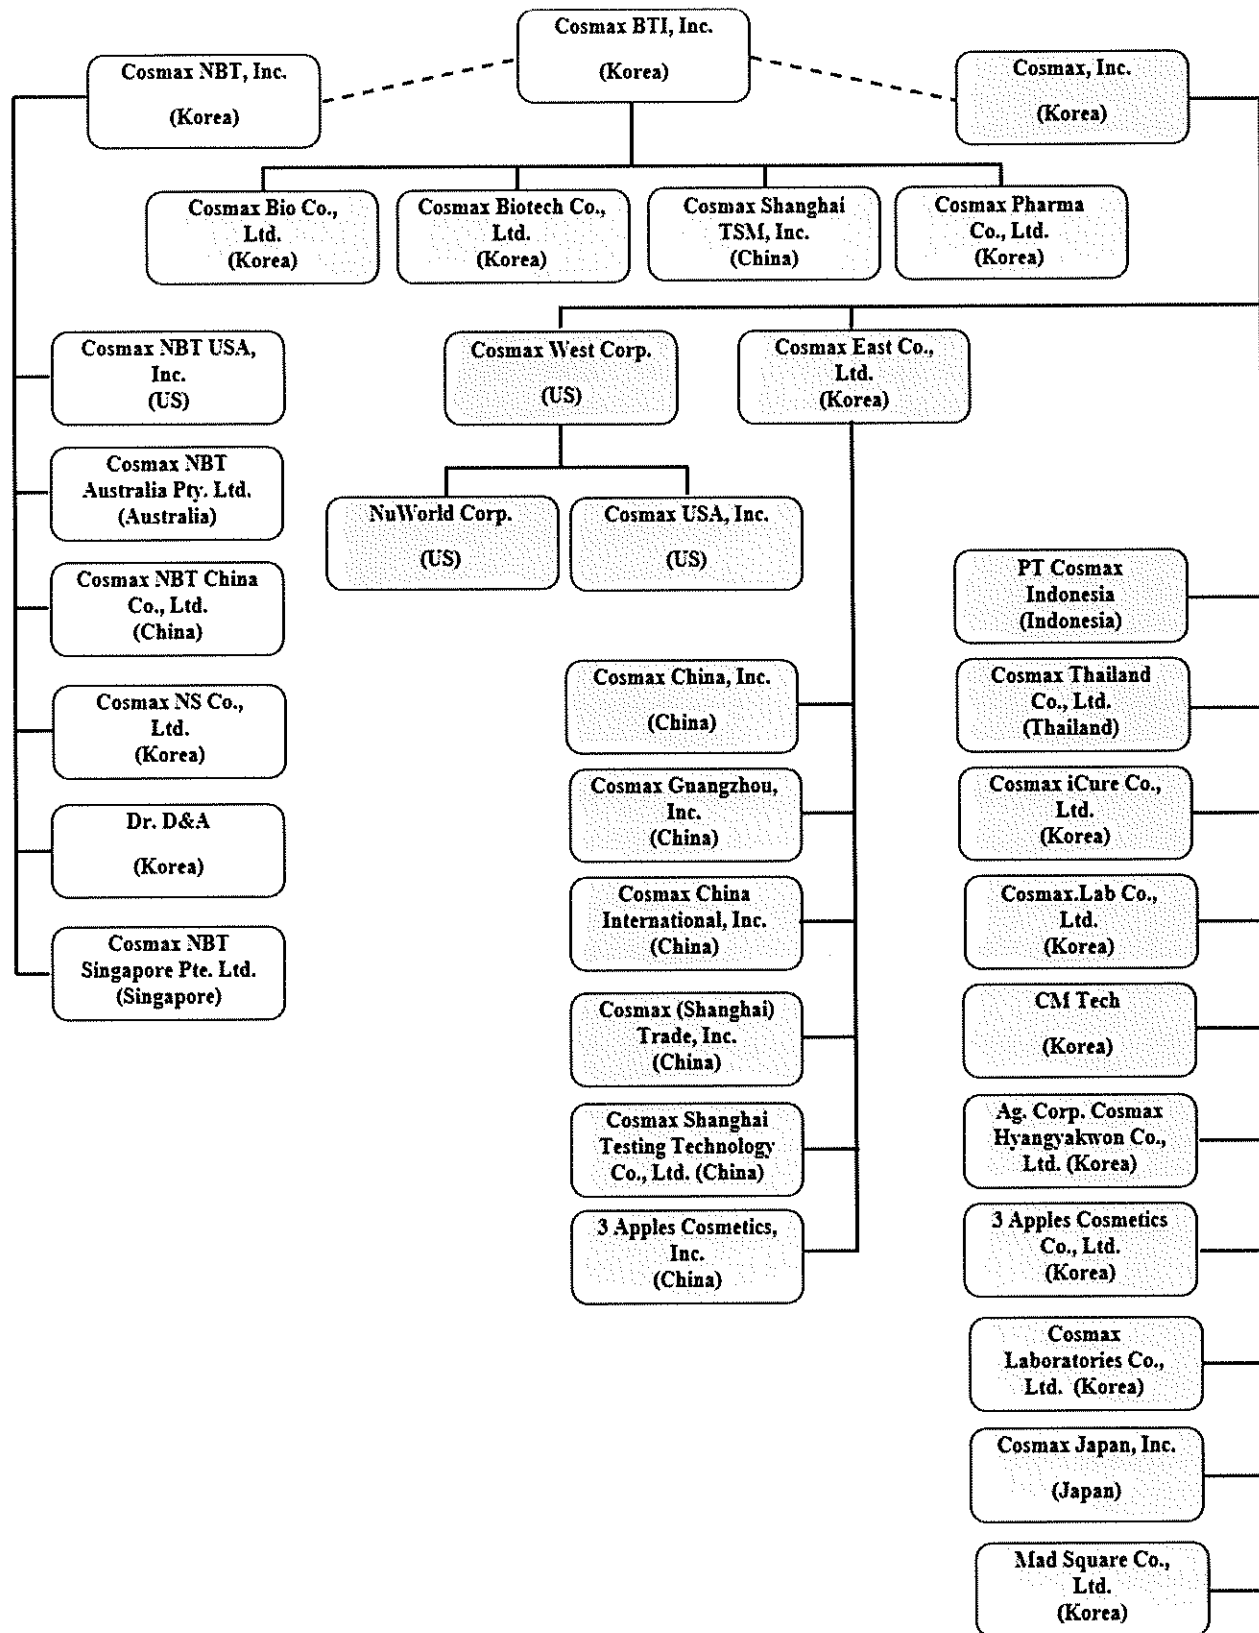 Cosmax BTI, Inc.
(Korea)
Cosmax NBT, Inc.
(Korea)
Cosmax, Inc.
(Korea)
Cosmax Bio Co.,
Ltd.
(Korea)
Cosmax Biotech Co.,
Ltd.
(Korea)
Cosmax Shanghai
TSM, Inc.
(China)
Cosmax Pharma
Co., Ltd.
(Korea)
Cosmax NBT USA,
Inc.
(US)
Cosmax NBT
Australia Pty. Ltd.
(Australia)
Cosmax NBT China
Co., Ltd.
(China)
Cosmax NS Co.,
Ltd.
(Korea)
Dr. D&A
(Korea)
Cosmax NBT
Singapore Pte. Ltd.
(Singapore)
Cosmax West Corp.
(US)
Cosmax East Co.,
Ltd.
(Korea)
NuWorld Corp.
(US)
Cosmax USA, Inc.
(US)
Cosmax China, Inc.
(China)
Cosmax Guangzhou,
Inc.
(China)
Cosmax China
International, Inc.
(China)
Cosmax (Shanghai)
Trade, Inc.
(China)
Cosmax Shanghai
Testing Technology
Co., Ltd. (China)
3 Apples Cosmetics,
Inc.
(China)
PT Cosmax
Indonesia
(Indonesia)
Cosmax Thailand
Co., Ltd.
(Thailand)
Cosmax iCure Co.,
Ltd.
(Korea)
Cosmax.Lab Co.,
Ltd.
(Korea)
CM Tech
(Korea)
Ag. Corp. Cosmax
Hyangyakwon Co.,
Ltd. (Korea)
3 Apples Cosmetics
Co., Ltd.
(Korea)
Cosmax
Laboratories Co.,
Ltd. (Korea)
Cosmax Japan, Inc.
(Japan)
Mad Square Co.,
Ltd.
(Korea)